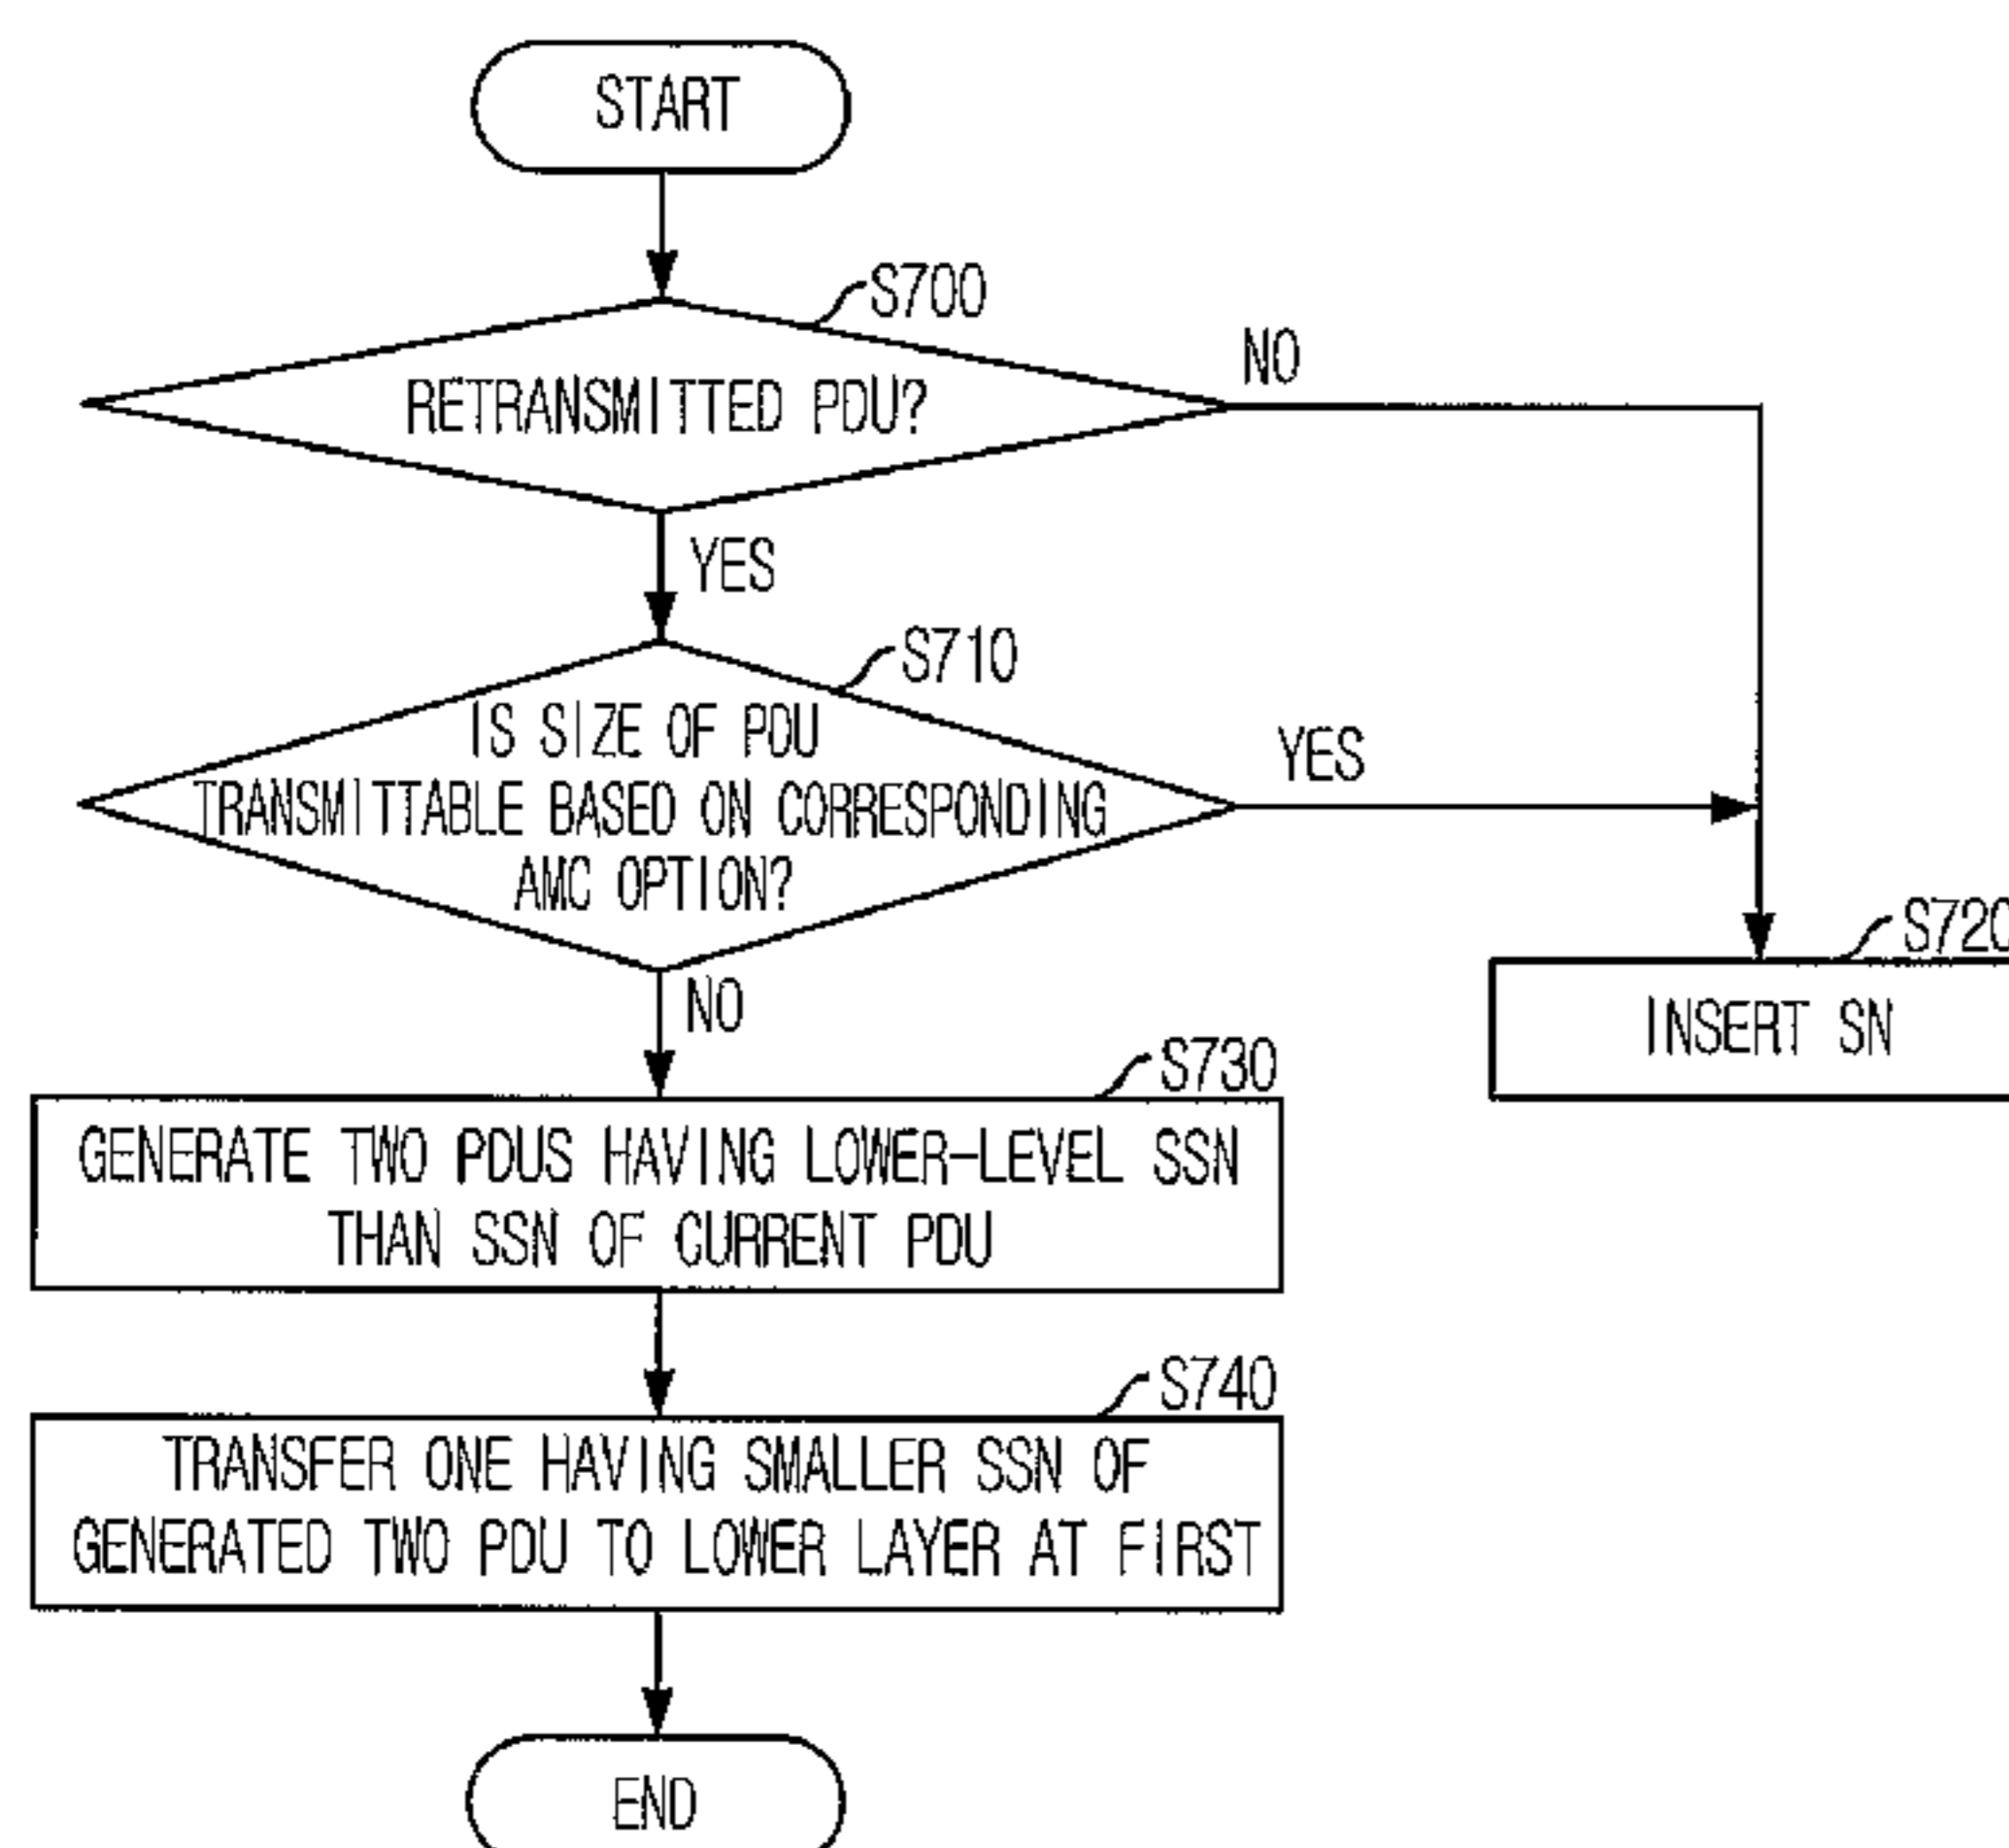 START
S700
RETRANSMITTED PDU?
NO
YES
S710
IS SIZE OF PDU
TRANSMITTABLE BASED ON CORRESPONDING
AMC OPTION?
YES
NO
S720
INSERT SN
S730
GENERATE TWO PDUS HAVING LOWER-LEVEL SSN
THAN SSN OF CURRENT PDU
S740
TRANSFER ONE HAVING SMALLER SSN OF
GENERATED TWO PDU TO LOWER LAYER AT FIRST
END